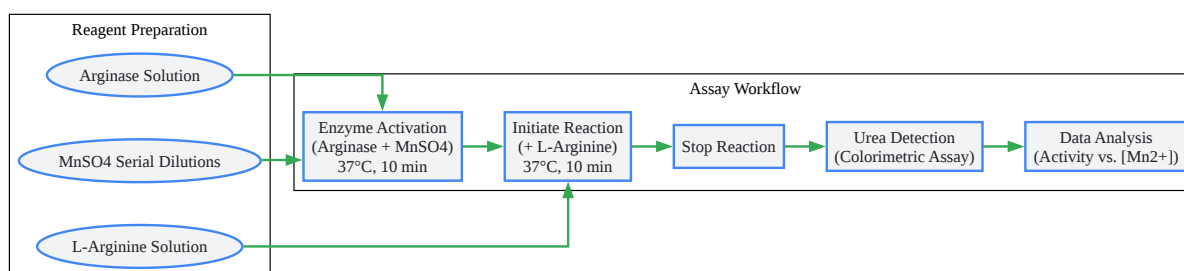 Reagent Preparation
Arginase Solution
MnSO4 Serial Dilutions
L-Arginine Solution
Assay Workflow
Enzyme Activation
(Arginase + MnSO4)
37°C, 10 min
Initiate Reaction
(+ L-Arginine)
37°C, 10 min
Stop Reaction
Urea Detection
(Colorimetric Assay)
Data Analysis
(Activity vs. [Mn2+])